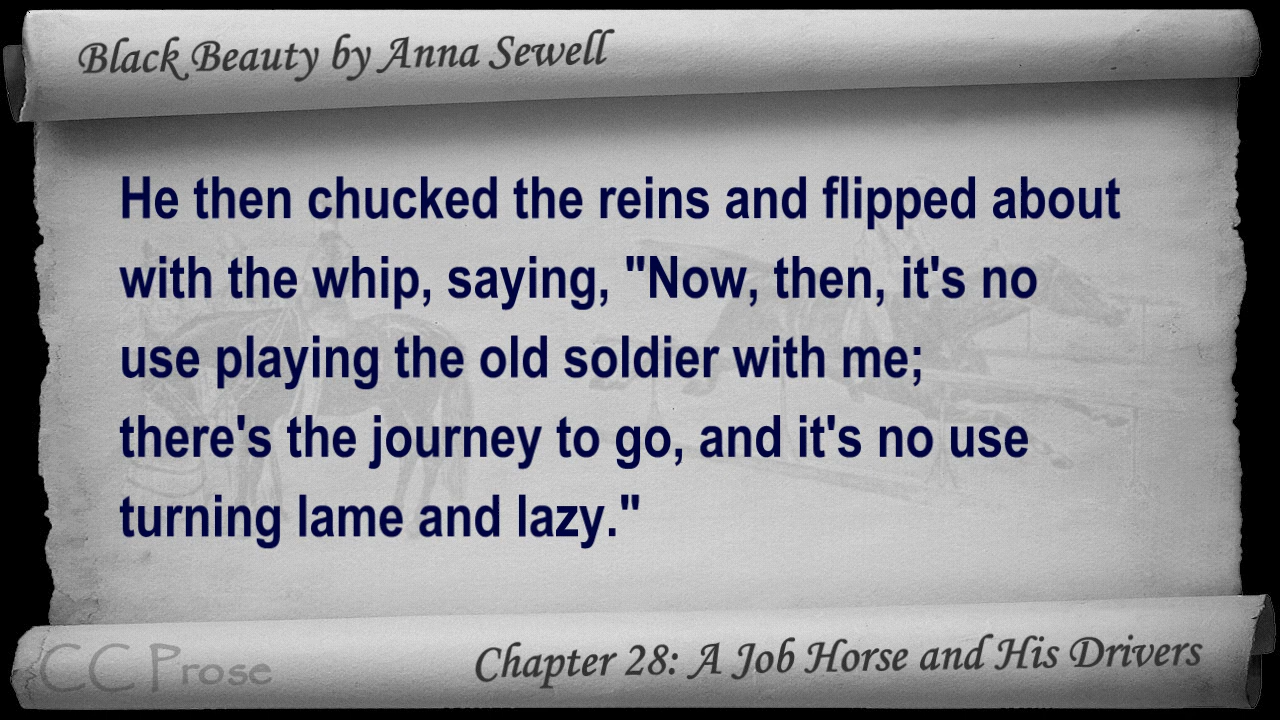 Black Beauty by Anna Sewell
He then chucked the reins and flipped about
with the whip, saying, "Now, then, it's no
use playing the old soldier with me;
there's the journey to go, and it's no use
turning lame and lazy."
CC Prose
Chapter 28: A Job Horse and His Drivers